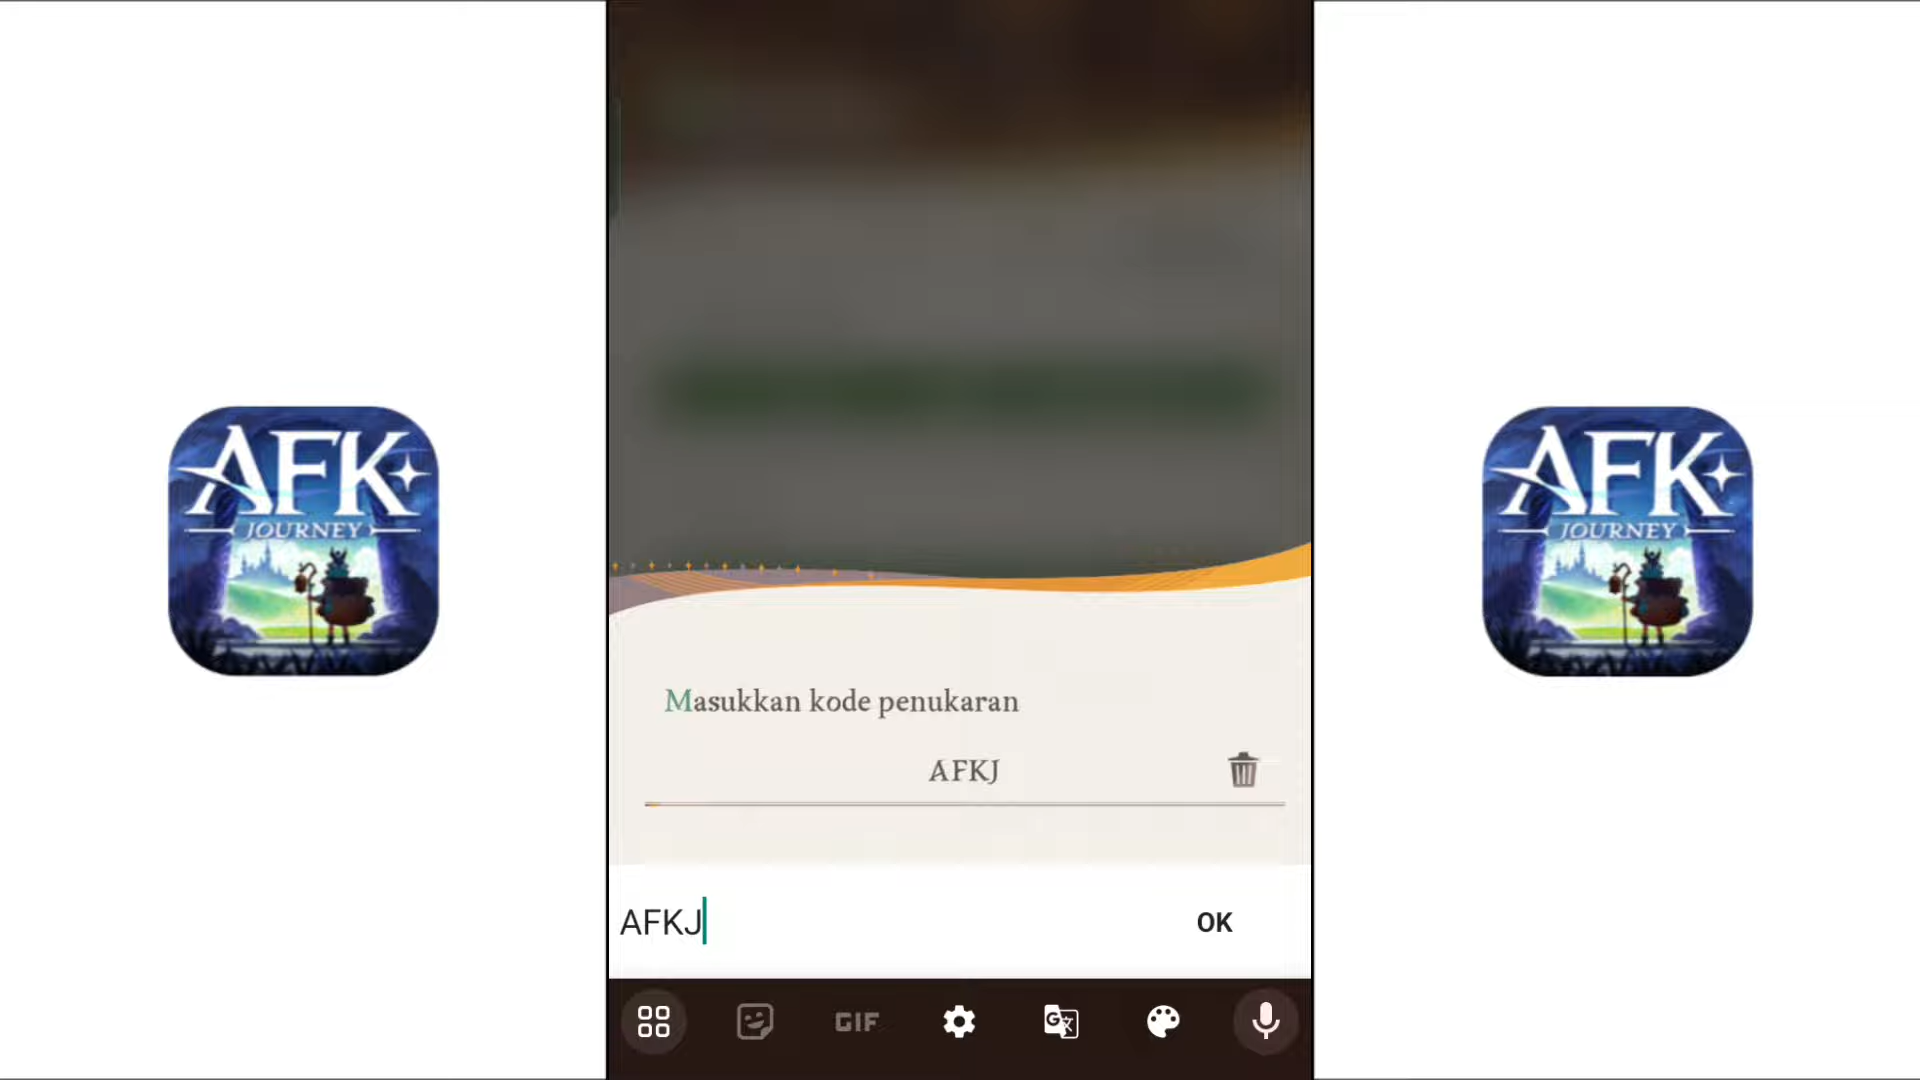 AFK
JOURNEY
Masukkan kode penukaran
AFKJ
AFKJ
OK
GIF
G
AFK
JOURNEY